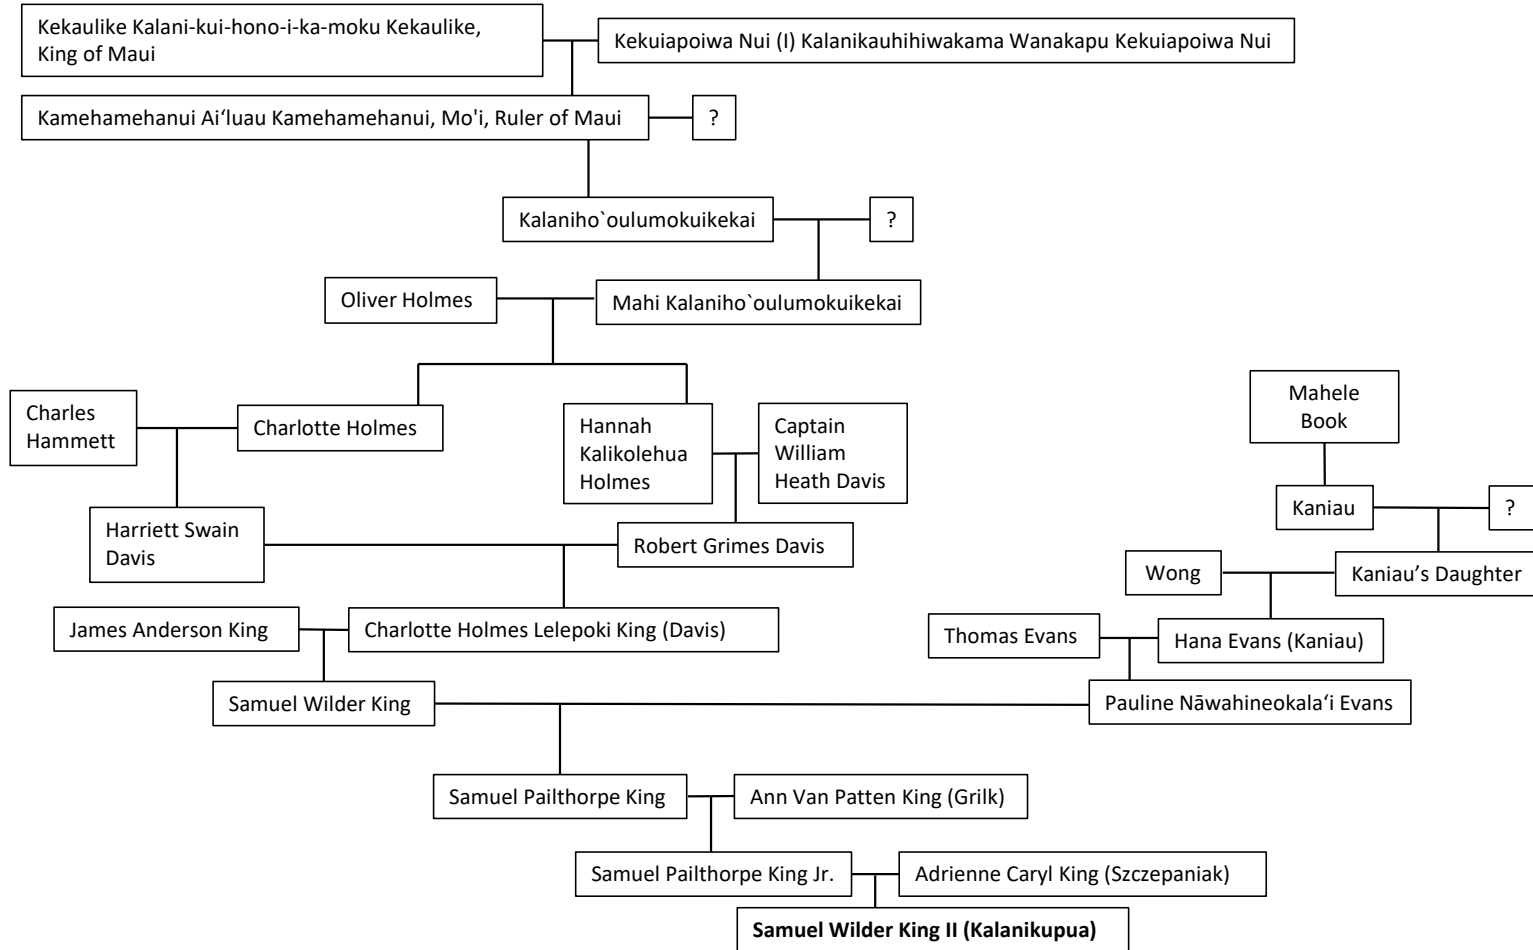 Kekaulike Kalani-kui-hono-i-ka-moku Kekaulike,
King of Maui
Kekuiapoiwa Nui (I) Kalanikauhihiwakama Wanakapu Kekuiapoiwa Nui
Kamehamehanui Ai‘luau Kamehamehanui, Mo'i, Ruler of Maui
?
Kalaniho`oulumokuikekai
?
Oliver Holmes
Mahi Kalaniho`oulumokuikekai
Charles
Hammett
Charlotte Holmes
Hannah
Kalikolehua
Holmes
Captain
William
Heath Davis
Mahele
Book
Kaniau
?
Harriett Swain
Davis
Robert Grimes Davis
Wong
Kaniau’s Daughter
James Anderson King
Charlotte Holmes Lelepoki King (Davis)
Thomas Evans
Hana Evans (Kaniau)
Samuel Wilder King
Pauline Nāwahineokala‘i Evans
Samuel Pailthorpe King
Ann Van Patten King (Grilk)
Samuel Pailthorpe King Jr.
Adrienne Caryl King (Szczepaniak)
Samuel Wilder King II (Kalanikupua)